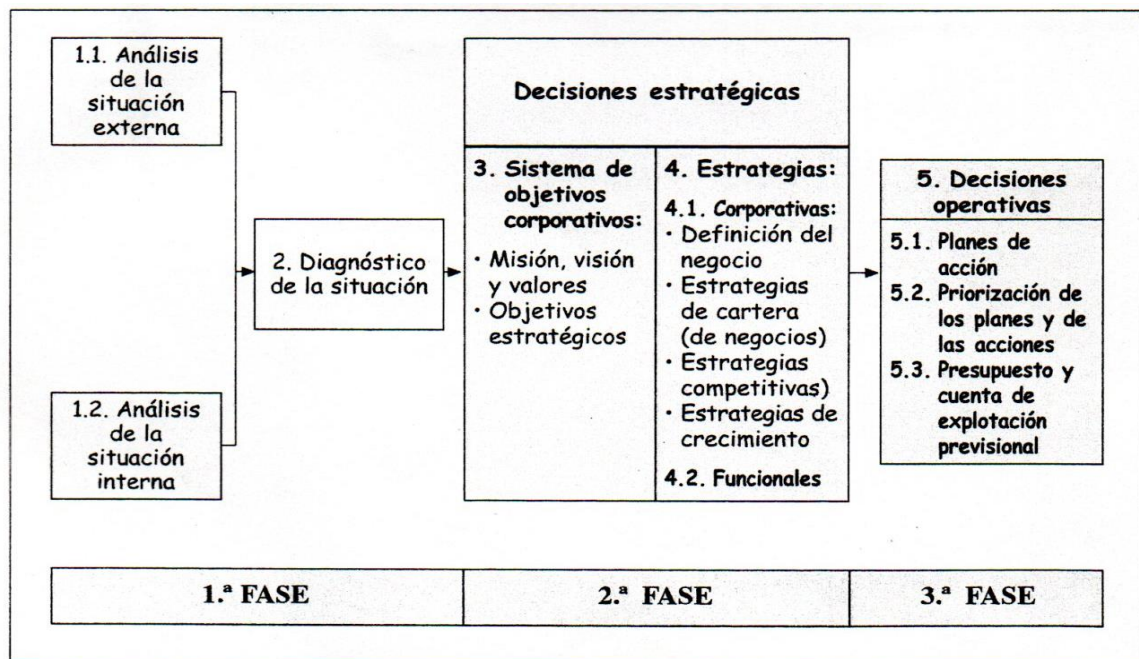 1.1. Análisis
de la
situación
externa
1.2. Análisis
de la
situación
interna
2. Diagnóstico
de la situación
Decisiones estratégicas
3. Sistema de
objetivos
corporativos:
· Misión, visión
y valores
· Objetivos
estratégicos
4. Estrategias:
4.1. Corporativas:
· Definición del
negocio
· Estrategias
de cartera
(de negocios)
· Estrategias
competitivas)
· Estrategias de
crecimiento
4.2. Funcionales
5. Decisiones
operativas
5.1. Planes de
acción
5.2. Priorización de
los planes y de
las acciones
5.3. Presupuesto y
cuenta de
explotación
previsional
1.ª FASE
2.ª FASE
3.ª FASE